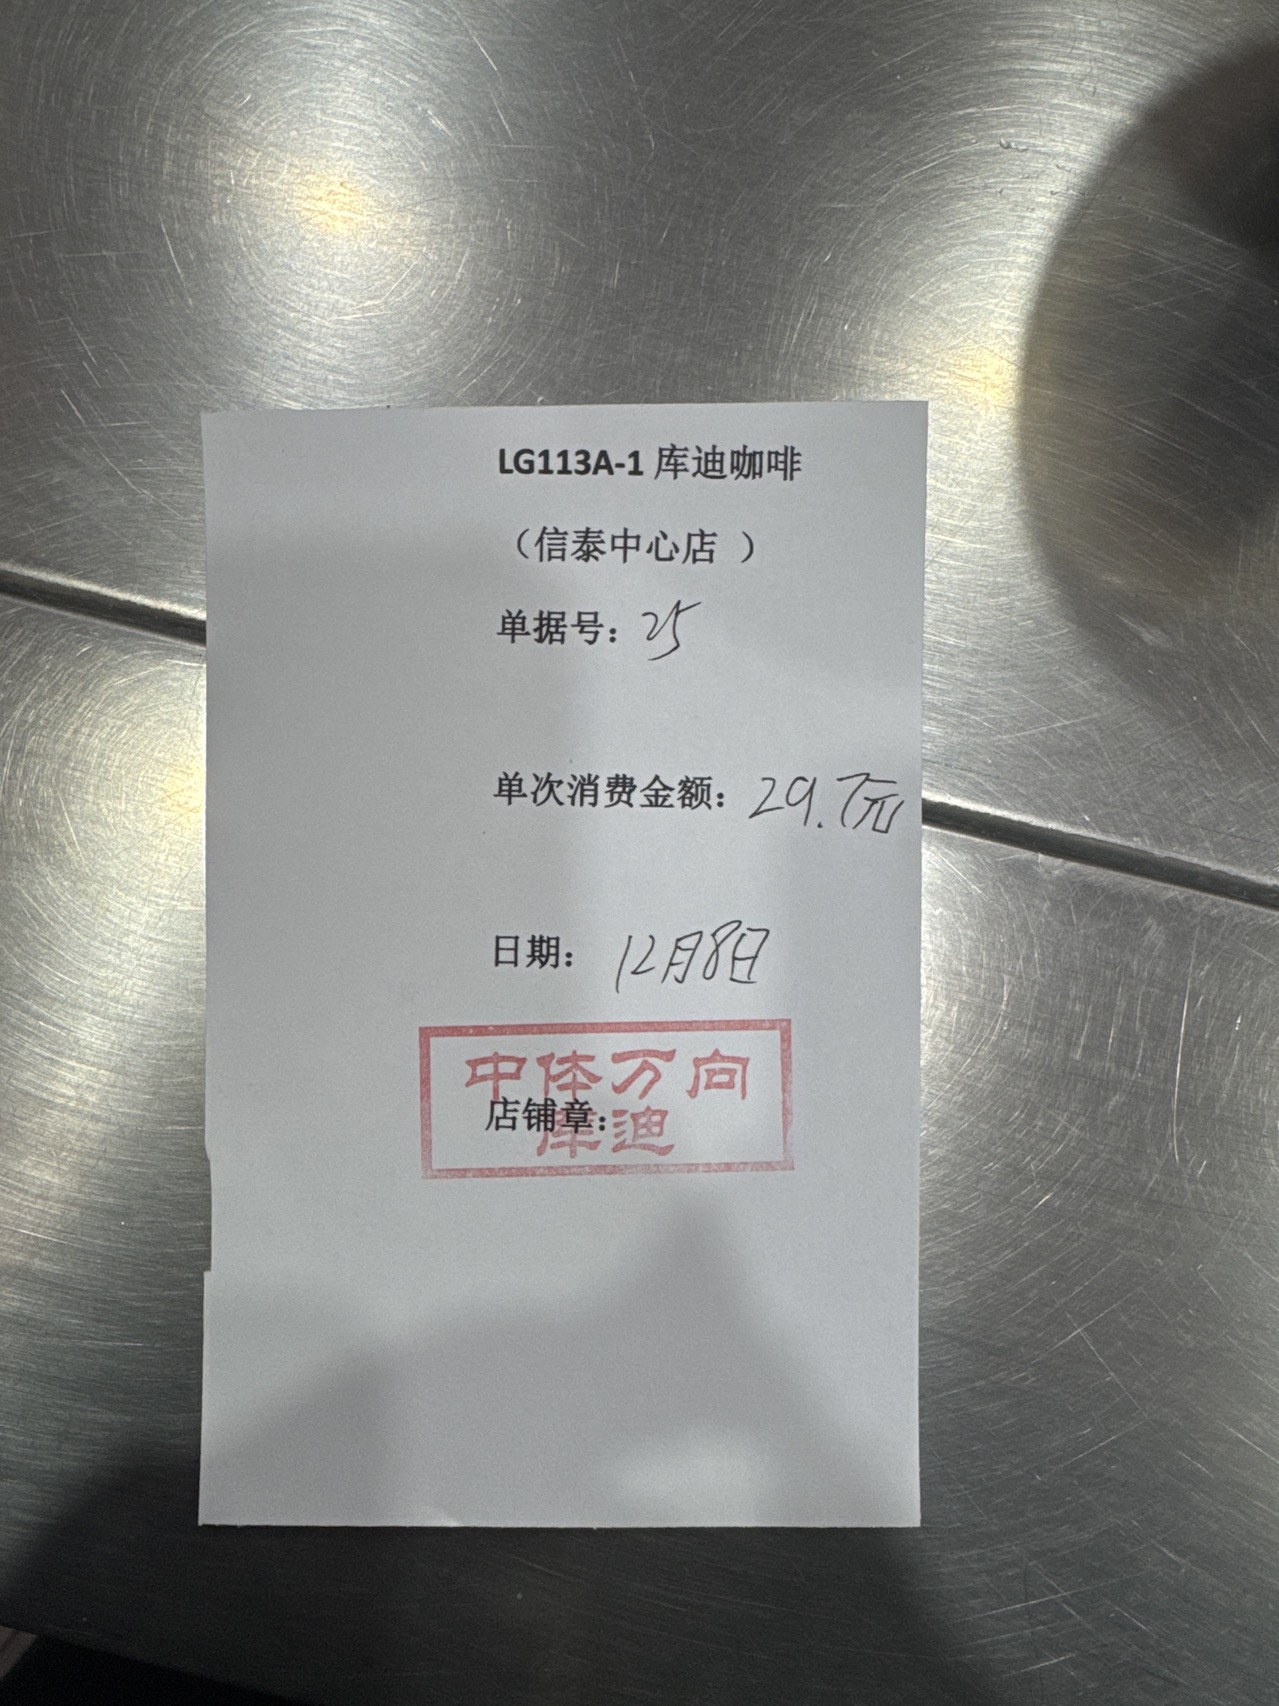 LG113A-1 库迪咖啡
（信泰中心店 ）
单据号：25
单次消费金额：29.7元
日期：12月8日
中体万向
店铺章：
库迪